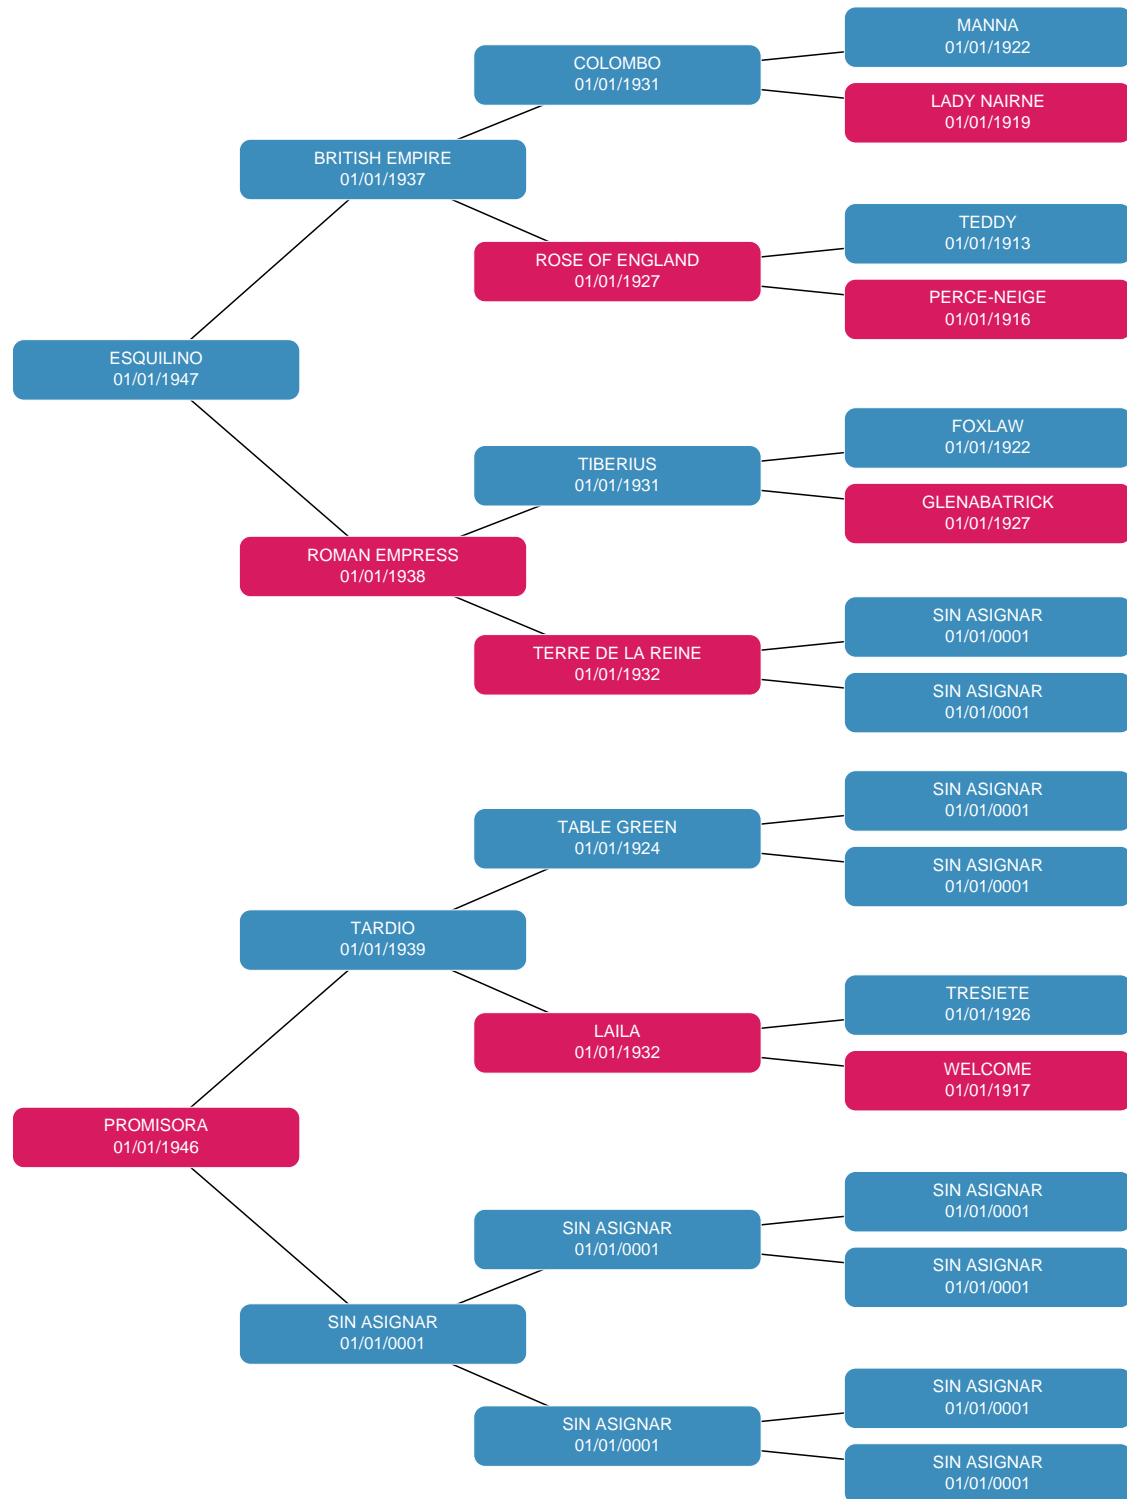 MANNA
01/01/1922
COLOMBO
01/01/1931
LADY NAIRNE
01/01/1919
BRITISH EMPIRE
01/01/1937
TEDDY
01/01/1913
ROSE OF ENGLAND
01/01/1927
PERCE-NEIGE
01/01/1916
ESQUILINO
01/01/1947
FOXLAW
01/01/1922
TIBERIUS
01/01/1931
GLENABATRICK
01/01/1927
ROMAN EMPRESS
01/01/1938
SIN ASIGNAR
01/01/0001
TERRE DE LA REINE
01/01/1932
SIN ASIGNAR
01/01/0001
SIN ASIGNAR
01/01/0001
TABLE GREEN
01/01/1924
SIN ASIGNAR
01/01/0001
TARDIO
01/01/1939
TRESIETE
01/01/1926
LAILA
01/01/1932
WELCOME
01/01/1917
PROMISORA
01/01/1946
SIN ASIGNAR
01/01/0001
SIN ASIGNAR
01/01/0001
SIN ASIGNAR
01/01/0001
SIN ASIGNAR
01/01/0001
SIN ASIGNAR
01/01/0001
SIN ASIGNAR
01/01/0001
SIN ASIGNAR
01/01/0001